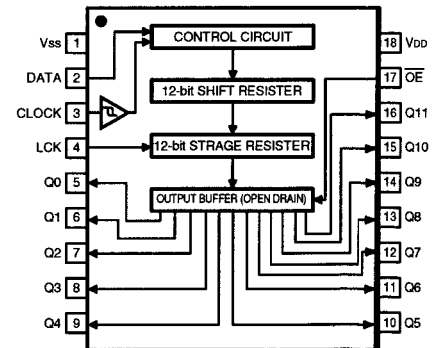 CONTROL CIRCUIT
Vss 1
18 VDD
DATA 2
17 OE
12-bit SHIFT RESISTER
CLOCK 3
16 Q11
LCK 4
12-bit STRAGE RESISTER
15 Q10
Q0 5
14 Q9
OUTPUT BUFFER (OPEN DRAIN)
Q1 6
13 Q8
Q2 7
12 Q7
Q3 8
11 Q6
Q4 9
10 Q5